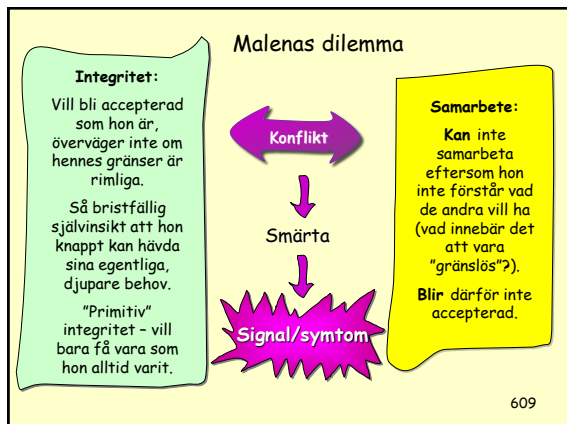 Malenas dilemma
Integritet:
Vill bli accepterad
som hon är,
överväger inte om
hennes gränser är
rimliga.
Så bristfällig
självinsikt att hon
knappt kan hävda
sina egentliga,
djupare behov.
"Primitiv"
integritet – vill
bara få vara som
hon alltid varit.
Konflikt
Smärta
Signal/symtom
Samarbete:
Kan inte
samarbeta
eftersom hon
inte förstår vad
de andra vill ha
(vad innebär det
att vara
"gränslös"?).
Blir därför inte
accepterad.
609